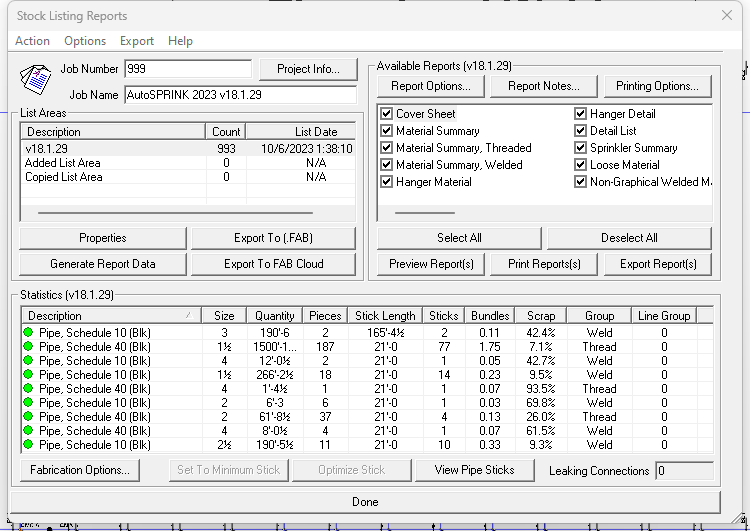 Stock Listing Reports
Action Options Export Help
Job Number 999 Project Info...
Job Name AutoSPRINK 2023 v18.1.29
Available Reports (v18.1.29)
Report Options... Report Notes... Printing Options...
Cover Sheet Hanger Detail
Material Summary Detail List
Material Summary, Threaded Sprinkler Summary
Material Summary, Welded Loose Material
Hanger Material Non-Graphical Welded M
Select All Deselect All
Preview Report(s) Print Reports(s) Export Report(s)
List Areas
Description Count List Date
v18.1.29 993 10/6/2023 1:38:10
Added List Area 0 N/A
Copied List Area 0 N/A
Properties Export To (.FAB)
Generate Report Data Export To FAB Cloud
Statistics (v18.1.29)
Description Size Quantity Pieces Stick Length Sticks Bundles Scrap Group Line Group
Pipe, Schedule 10 (Blk) 3 190'-6 2 165'-4½ 2 0.11 42.4% Weld 0
Pipe, Schedule 40 (Blk) 1½ 1500'-1... 187 21'-0 77 1.75 7.1% Thread 0
Pipe, Schedule 10 (Blk) 4 12'-0½ 2 21'-0 1 0.05 42.7% Weld 0
Pipe, Schedule 10 (Blk) 1½ 266'-2½ 18 21'-0 14 0.23 9.5% Weld 0
Pipe, Schedule 40 (Blk) 4 1'-4½ 1 21'-0 1 0.07 93.5% Thread 0
Pipe, Schedule 10 (Blk) 2 6'-3 6 21'-0 1 0.03 69.8% Weld 0
Pipe, Schedule 40 (Blk) 2 61'-8½ 37 21'-0 4 0.13 26.0% Thread 0
Pipe, Schedule 40 (Blk) 4 8'-0½ 4 21'-0 1 0.07 61.5% Weld 0
Pipe, Schedule 10 (Blk) 2½ 190'-5½ 11 21'-0 10 0.33 9.3% Weld 0
Fabrication Options... Set To Minimum Stick Optimize Stick View Pipe Sticks Leaking Connections 0
Done